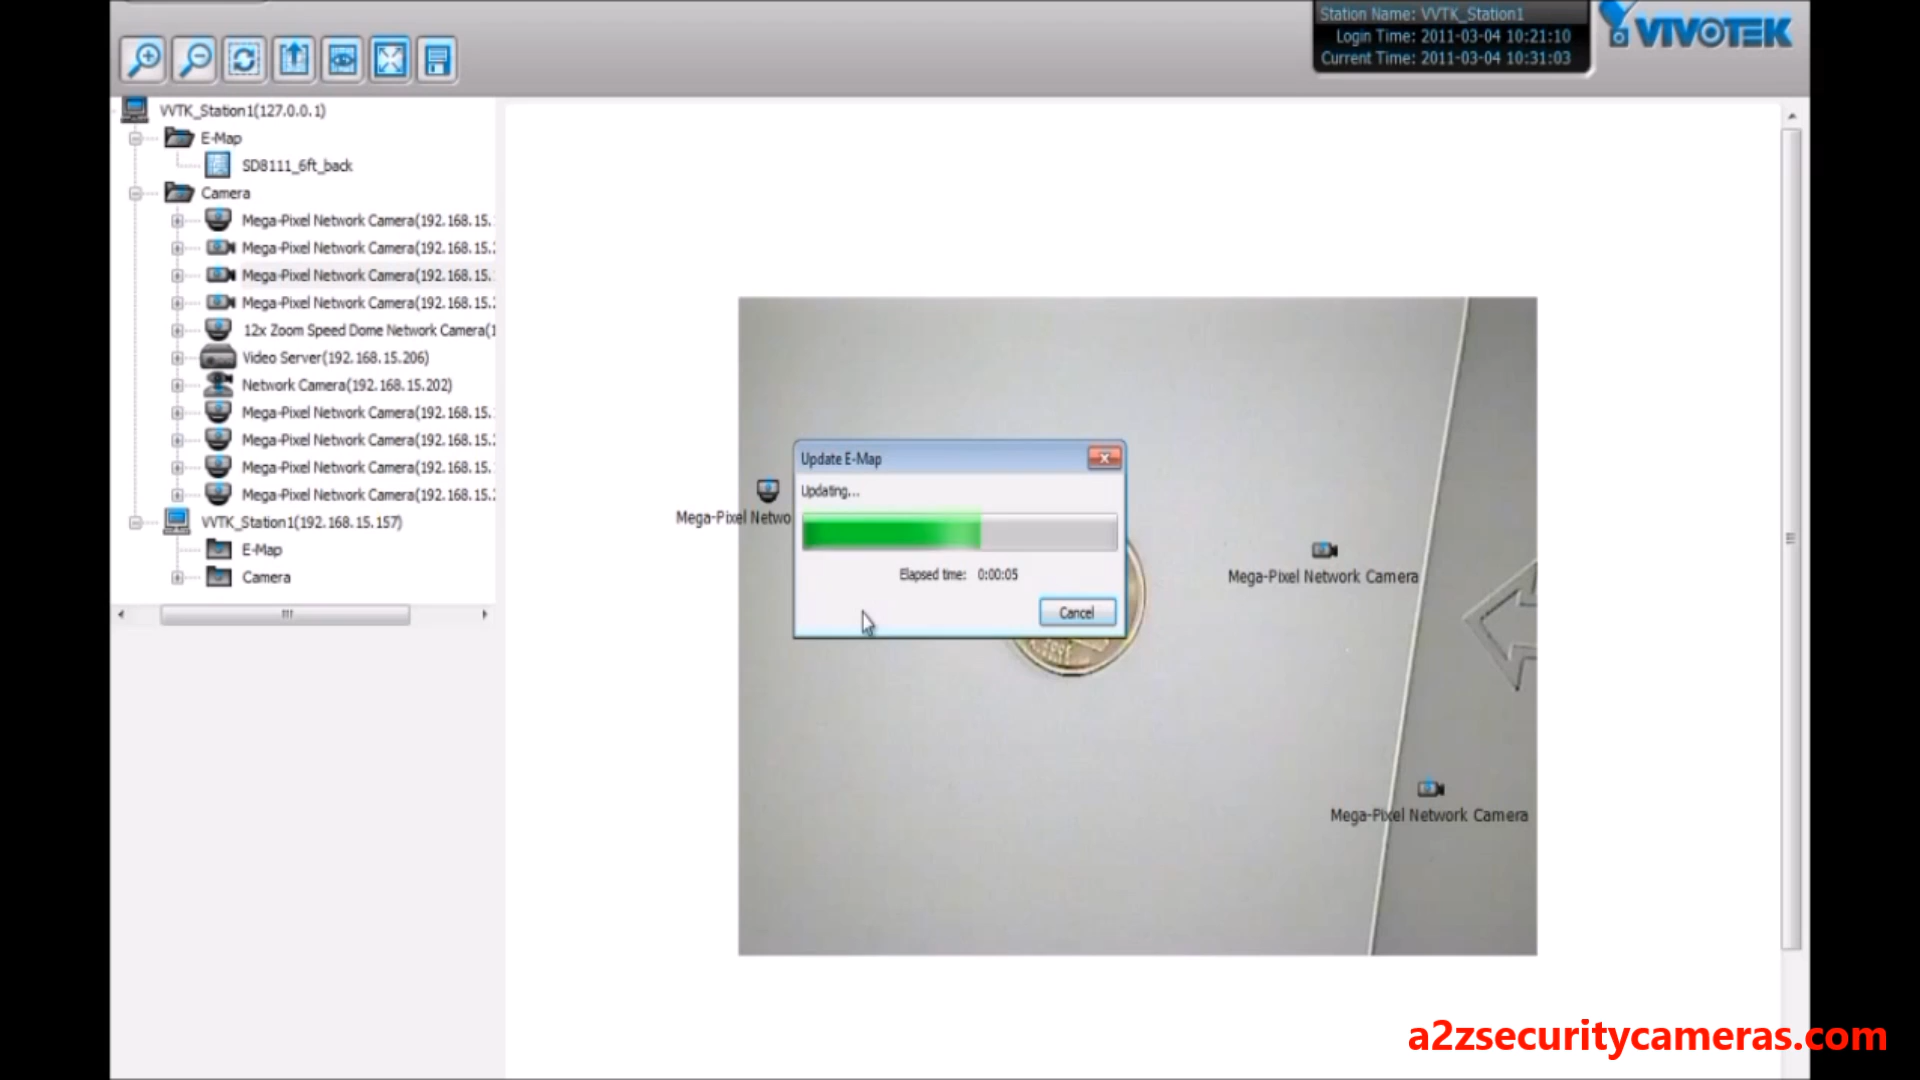 Station Name: VVTK_Station1
Login Time: 2011-03-04 10:21:10
Current Time: 2011-03-04 10:31:03
VIVOTEK
VVTK_Station1(127.0.0.1)
E-Map
SD8111_6ft_back
Camera
Mega-Pixel Network Camera(192.168.15.
Mega-Pixel Network Camera(192.168.15.2
Mega-Pixel Network Camera(192.168.15.
Mega-Pixel Network Camera(192.168.15.2
12x Zoom Speed Dome Network Camera(1
Video Server(192.168.15.206)
Network Camera(192.168.15.202)
Mega-Pixel Network Camera(192.168.15.
Mega-Pixel Network Camera(192.168.15.2
Mega-Pixel Network Camera(192.168.15.
Mega-Pixel Network Camera(192.168.15.2
VVTK_Station1(192.168.15.157)
E-Map
Camera
Update E-Map
Updating...
Elapsed time: 0:00:05
Cancel
Mega-Pixel Netwo
Mega-Pixel Network Camera
Mega-Pixel Network Camera
a2zsecuritycameras.com